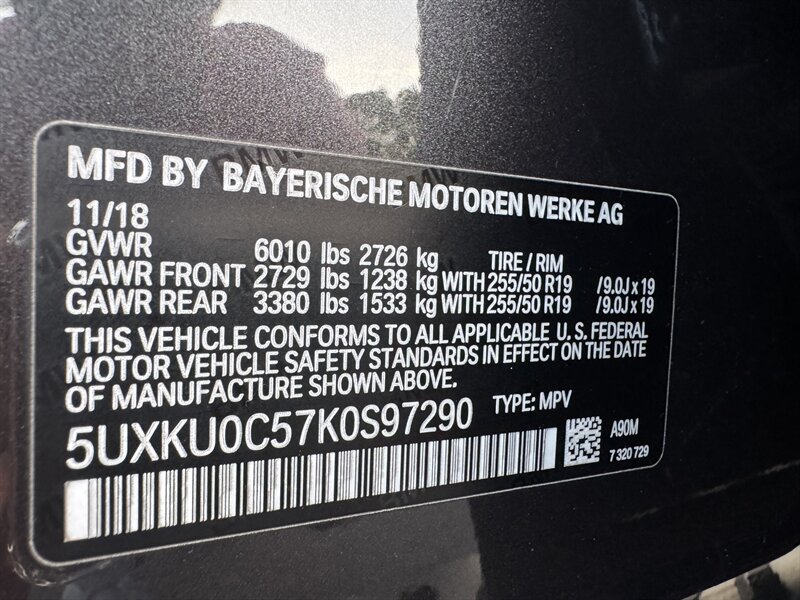 MFD BY BAYERISCHE MOTOREN WERKE AG
11/18
GVWR 6010 lbs 2726 kg TIRE / RIM
GAWR FRONT 2729 lbs 1238 kg WITH 255/50 R19 /9.0J x 19
GAWR REAR 3380 lbs 1533 kg WITH 255/50 R19 /9.0J x 19
THIS VEHICLE CONFORMS TO ALL APPLICABLE U.S. FEDERAL
MOTOR VEHICLE SAFETY STANDARDS IN EFFECT ON THE DATE
OF MANUFACTURE SHOWN ABOVE.
5UXKU0C57K0S97290 TYPE: MPV
A90M
7 320 729